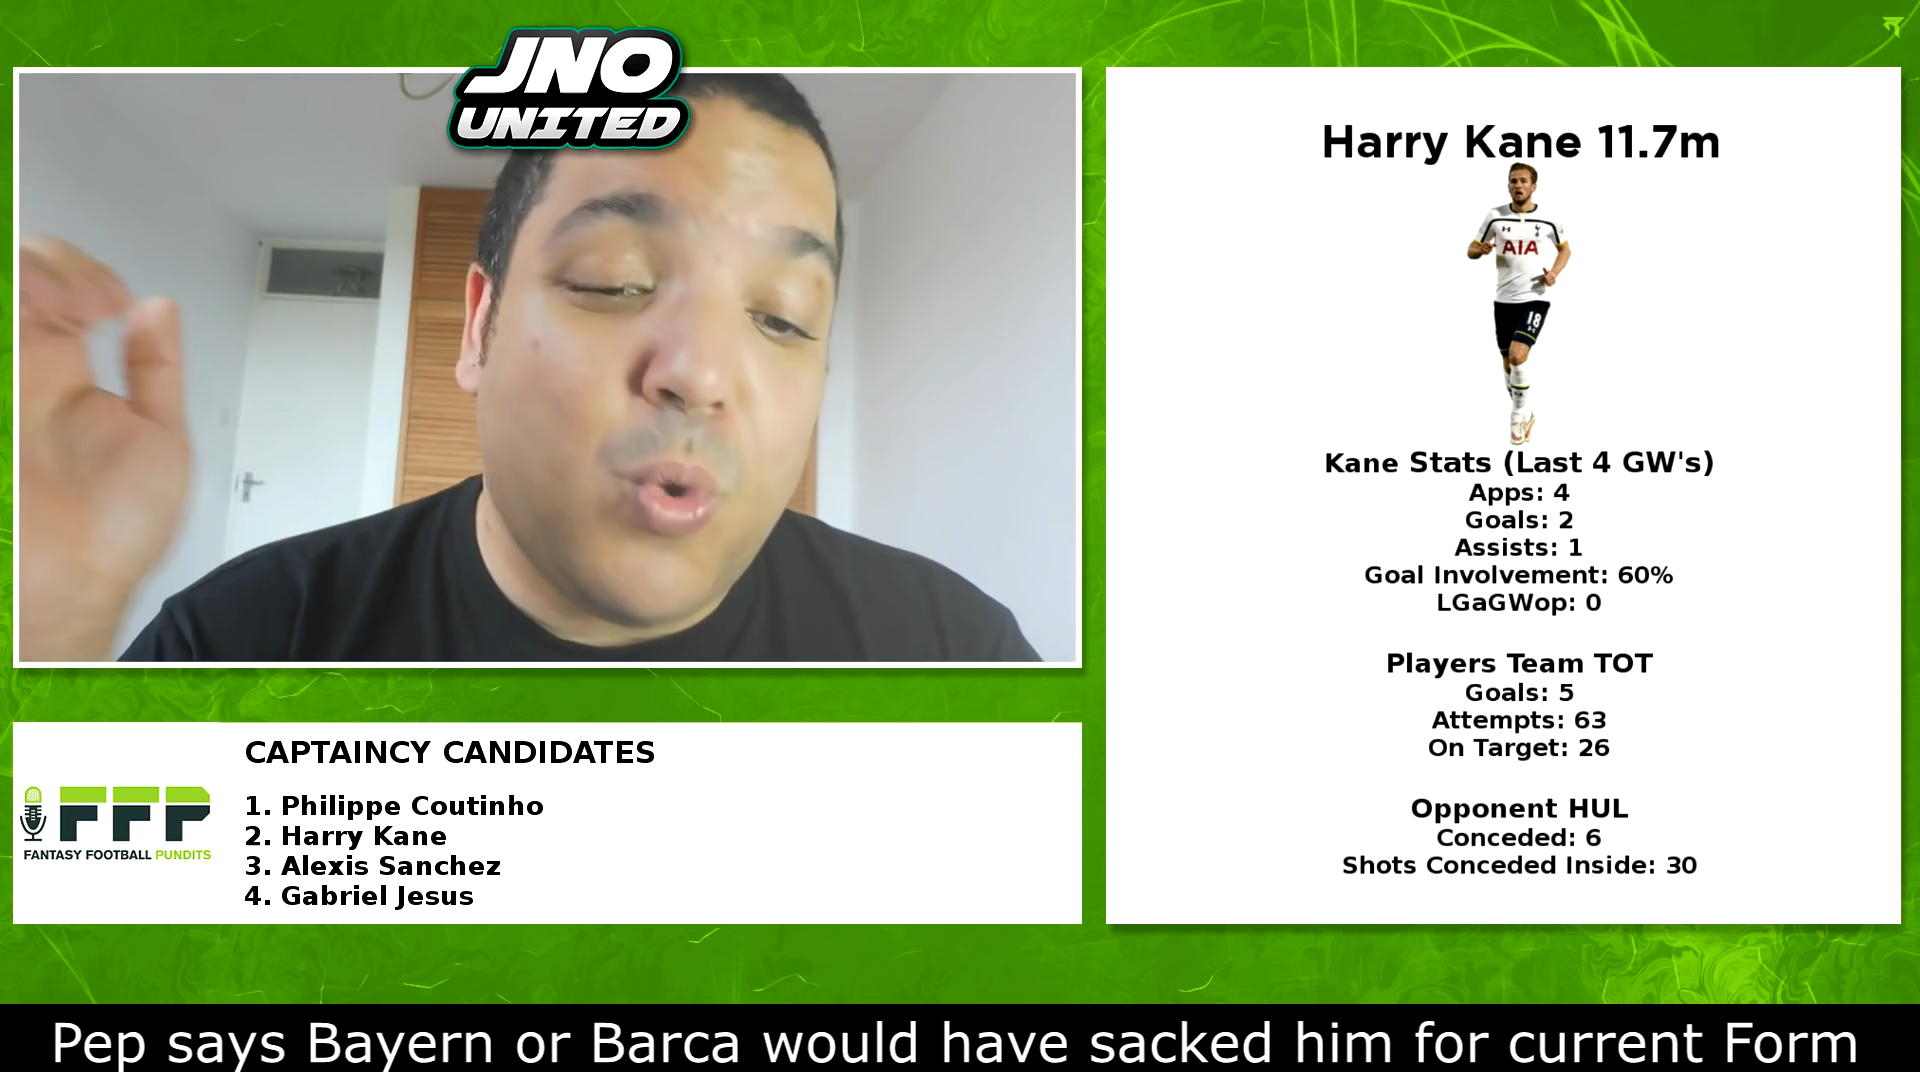 JNO
UNITED
Harry Kane 11.7m
AIA
18
Kane Stats (Last 4 GW's)
Apps: 4
Goals: 2
Assists: 1
Goal Involvement: 60%
LGaGWop: 0
Players Team TOT
Goals: 5
Attempts: 63
On Target: 26
Opponent HUL
Conceded: 6
Shots Conceded Inside: 30
CAPTAINCY CANDIDATES
FFP
FANTASY FOOTBALL PUNDITS
1. Philippe Coutinho
2. Harry Kane
3. Alexis Sanchez
4. Gabriel Jesus
Pep says Bayern or Barca would have sacked him for current Form